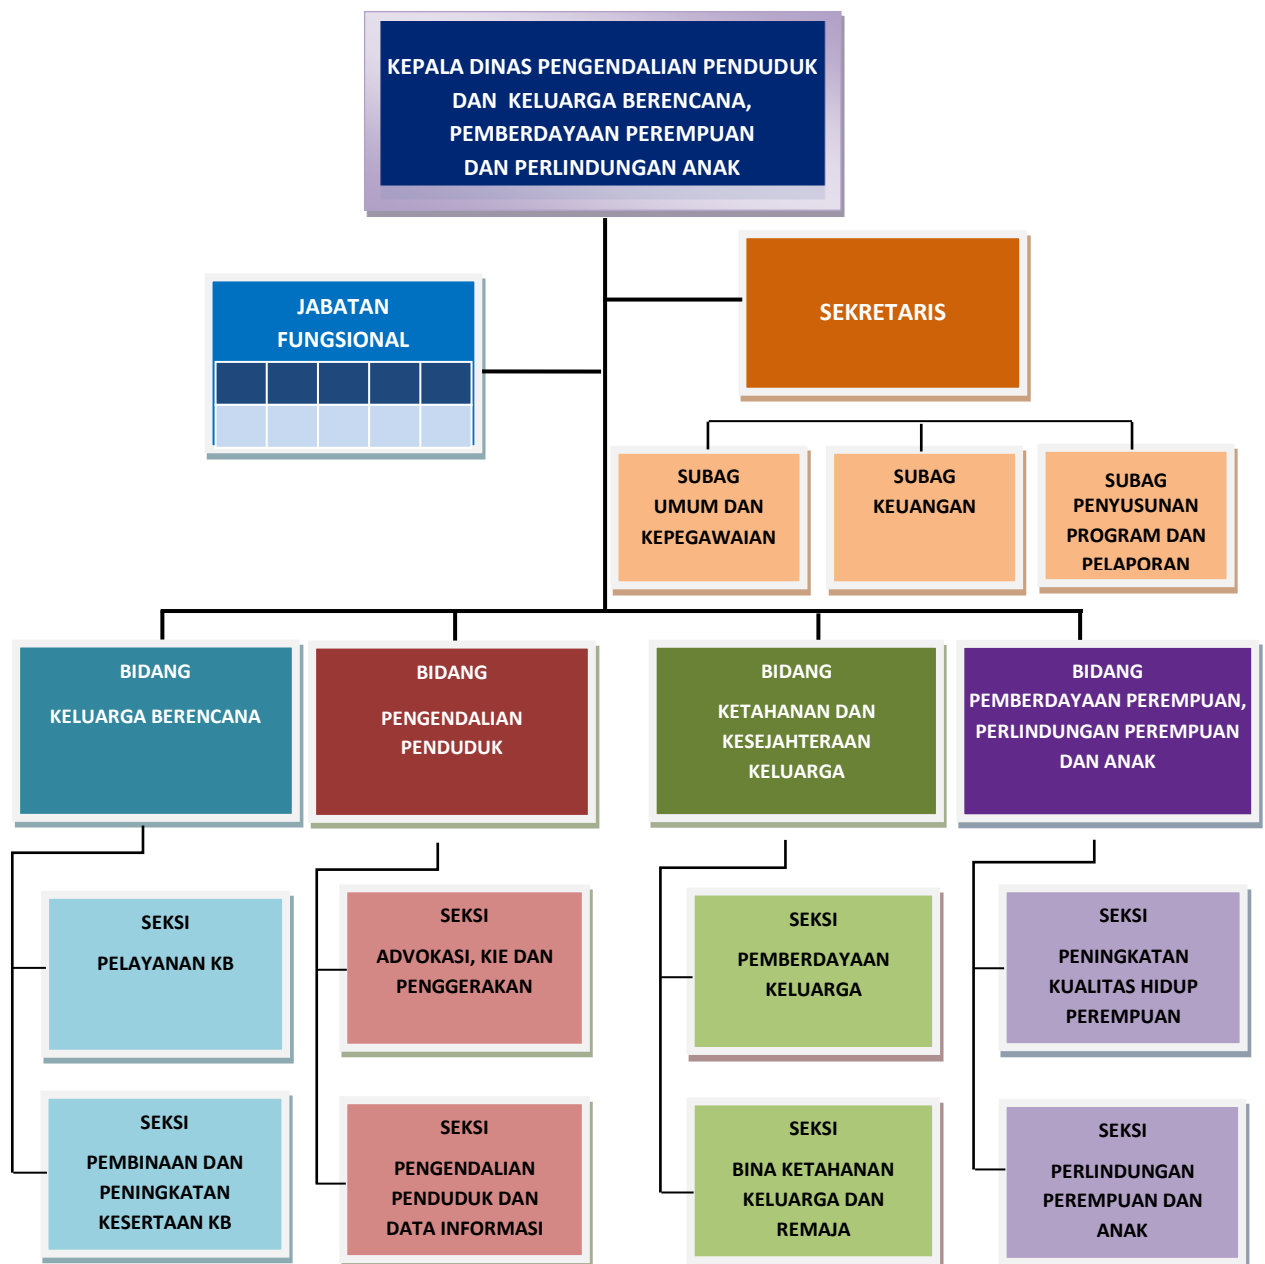 KEPALA DINAS PENGENDALIAN PENDUDUK
DAN KELUARGA BERENCANA,
PEMBERDAYAAN PEREMPUAN
DAN PERLINDUNGAN ANAK
JABATAN
FUNGSIONAL
SEKRETARIS
SUBAG
UMUM DAN
KEPEGAWAIAN
SUBAG
KEUANGAN
SUBAG
PENYUSUNAN
PROGRAM DAN
PELAPORAN
BIDANG
KELUARGA BERENCANA
BIDANG
PENGENDALIAN
PENDUDUK
BIDANG
KETAHANAN DAN
KESEJAHTERAAN
KELUARGA
BIDANG
PEMBERDAYAAN PEREMPUAN,
PERLINDUNGAN PEREMPUAN
DAN ANAK
SEKSI
PELAYANAN KB
SEKSI
ADVOKASI, KIE DAN
PENGGERAKAN
SEKSI
PEMBERDAYAAN
KELUARGA
SEKSI
PENINGKATAN
KUALITAS HIDUP
PEREMPUAN
SEKSI
PEMBINAAN DAN
PENINGKATAN
KESERTAAN KB
SEKSI
PENGENDALIAN
PENDUDUK DAN
DATA INFORMASI
SEKSI
BINA KETAHANAN
KELUARGA DAN
REMAJA
SEKSI
PERLINDUNGAN
PEREMPUAN DAN
ANAK